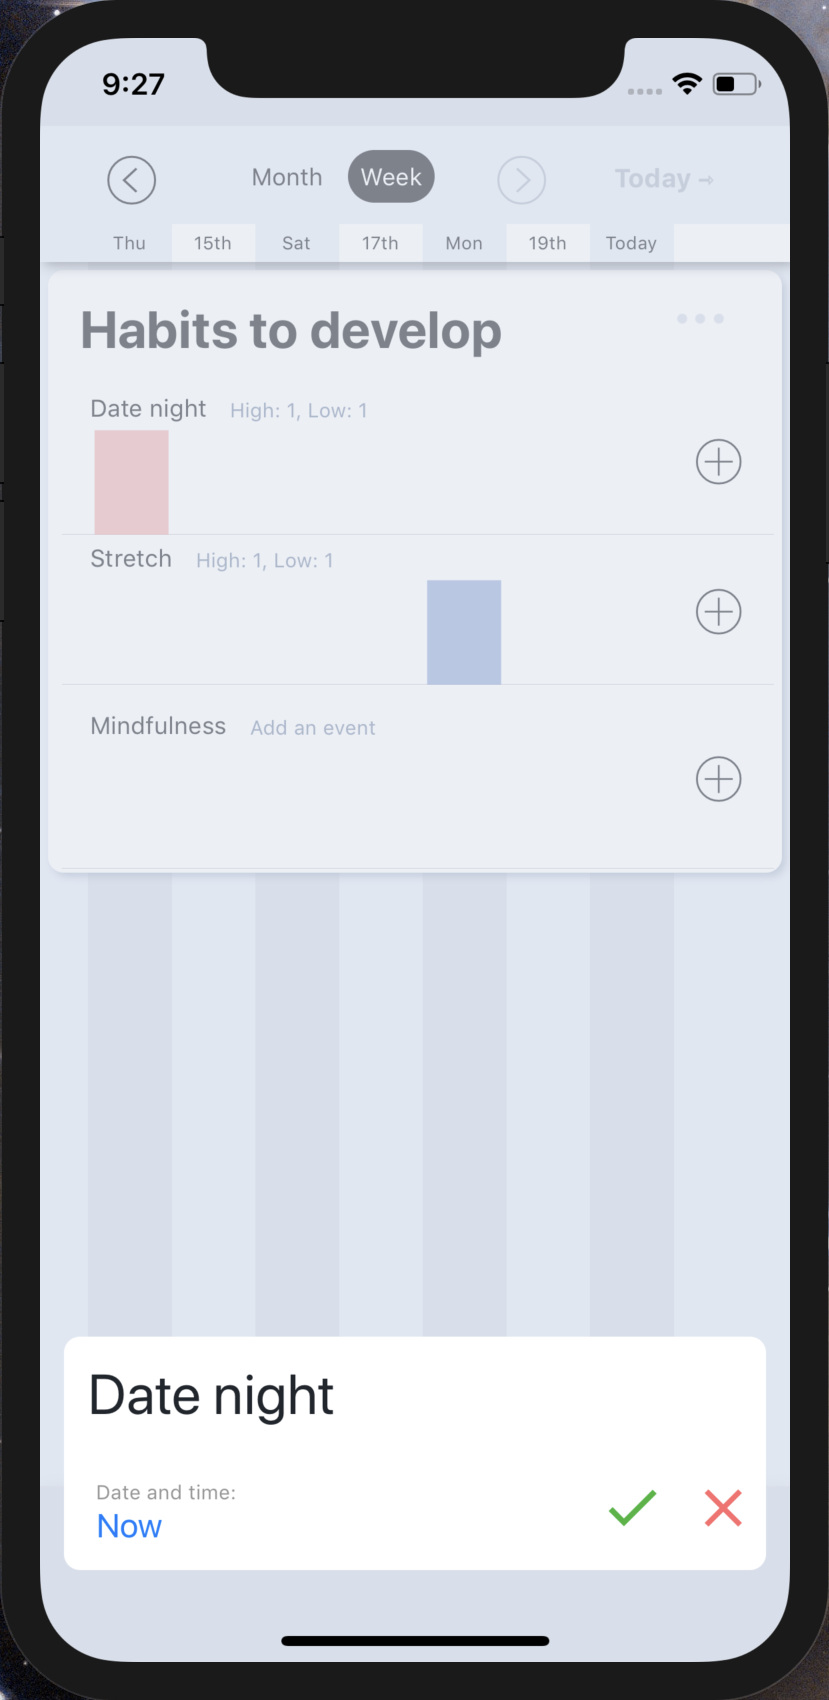 9:27
Month Week Today
Thu 15th Sat 17th Mon 19th Today
Habits to develop
Date night High: 1, Low: 1
Stretch High: 1, Low: 1
Mindfulness Add an event
Date night
Date and time:
Now